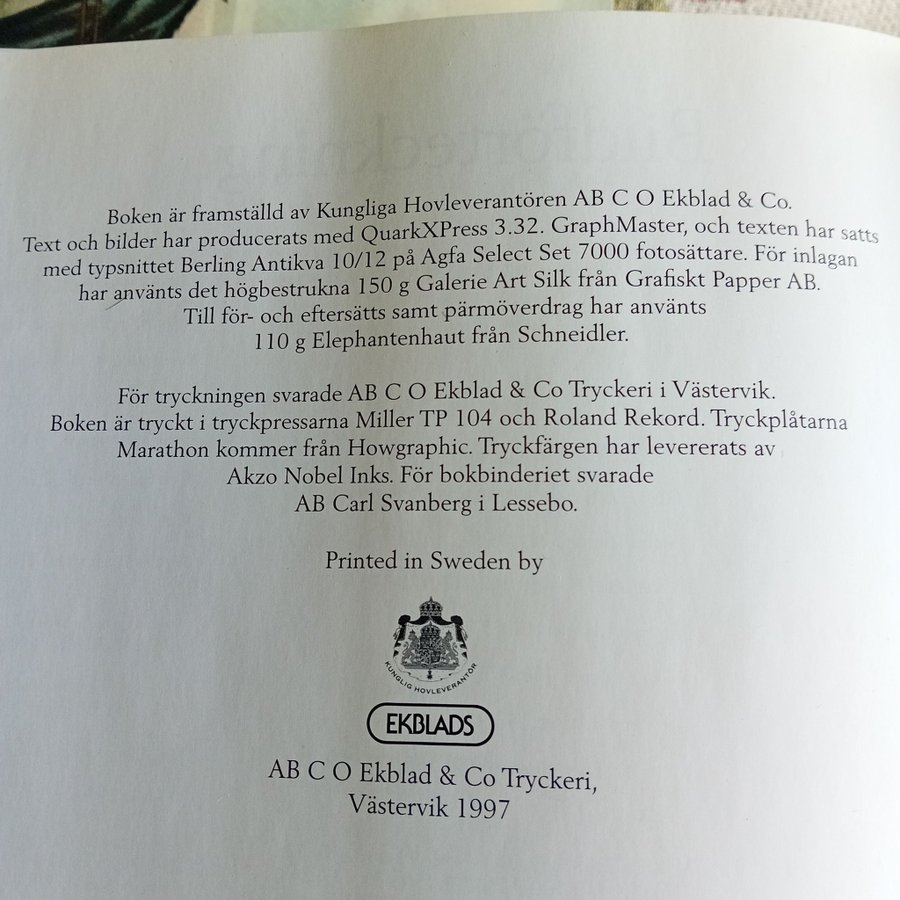 Boken är framställd av Kungliga Hovleverantören AB C O Ekblad & Co.
Text och bilder har producerats med QuarkXPress 3.32. GraphMaster, och texten har satts
med typsnittet Berling Antikva 10/12 på Agfa Select Set 7000 fotosättare. För inlagan
har använts det högbestrukna 150 g Galerie Art Silk från Grafiskt Papper AB.
Till för- och eftersätts samt pärmöverdrag har använts
110 g Elephantenhaut från Schneidler.
För tryckningen svarade AB C O Ekblad & Co Tryckeri i Västervik.
Boken är tryckt i tryckpressarna Miller TP 104 och Roland Rekord. Tryckplåtarna
Marathon kommer från Howgraphic. Tryckfärgen har levererats av
Akzo Nobel Inks. För bokbinderiet svarade
AB Carl Svanberg i Lessebo.
Printed in Sweden by
KUNGLIG HOVLEVERANTÖR
EKBLADS
AB C O Ekblad & Co Tryckeri,
Västervik 1997